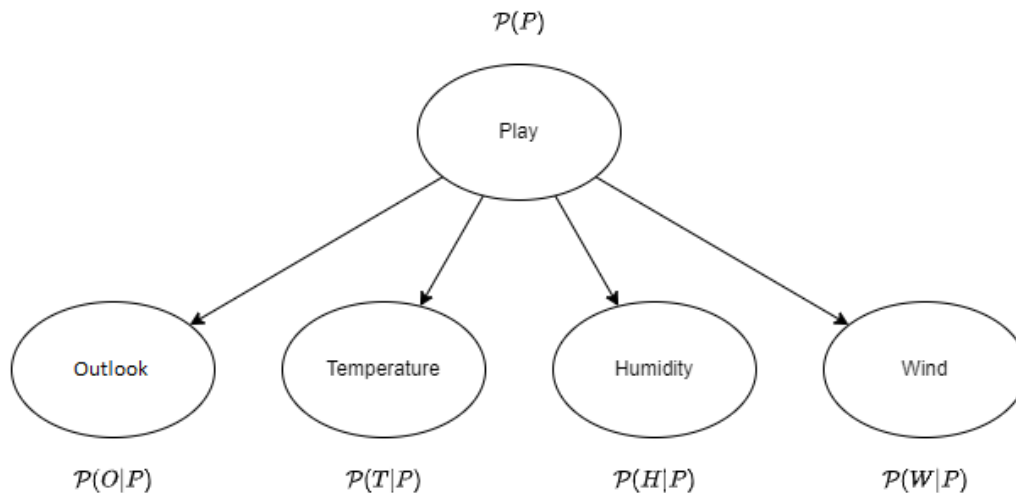 𝒫(P)
Play
Outlook
Temperature
Humidity
Wind
𝒫(O|P)
𝒫(T|P)
𝒫(H|P)
𝒫(W|P)